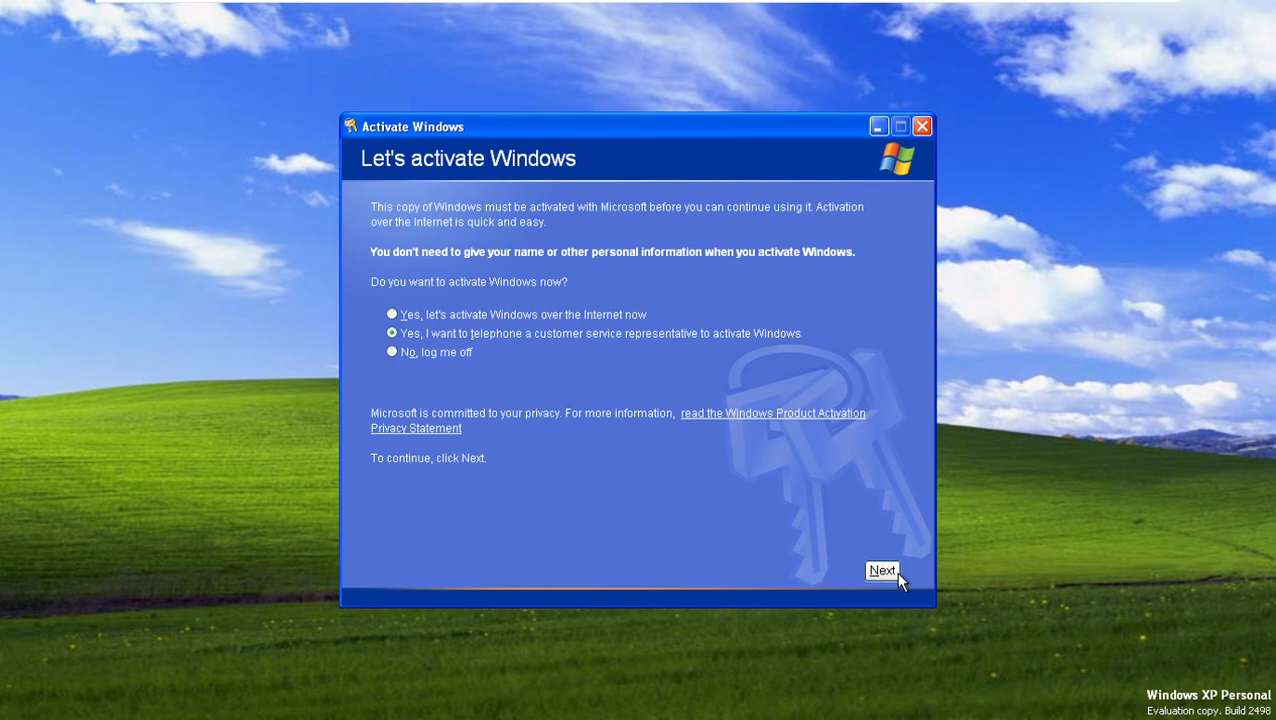 Activate Windows
Let's activate Windows
This copy of Windows must be activated with Microsoft before you can continue using it. Activation
over the Internet is quick and easy.
You don't need to give your name or other personal information when you activate Windows.
Do you want to activate Windows now?
Yes, let's activate Windows over the Internet now
Yes, I want to telephone a customer service representative to activate Windows
No, log me off
Microsoft is committed to your privacy. For more information, read the Windows Product Activation
Privacy Statement
To continue, click Next.
Next
Windows XP Personal
Evaluation copy. Build 2498